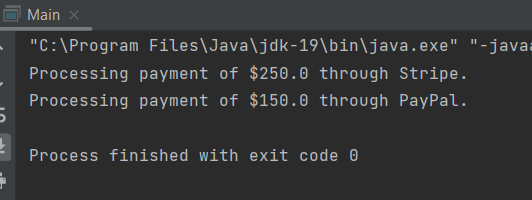 Main
"C:\Program Files\Java\jdk-19\bin\java.exe" "-java
Processing payment of $250.0 through Stripe.
Processing payment of $150.0 through PayPal.
Process finished with exit code 0